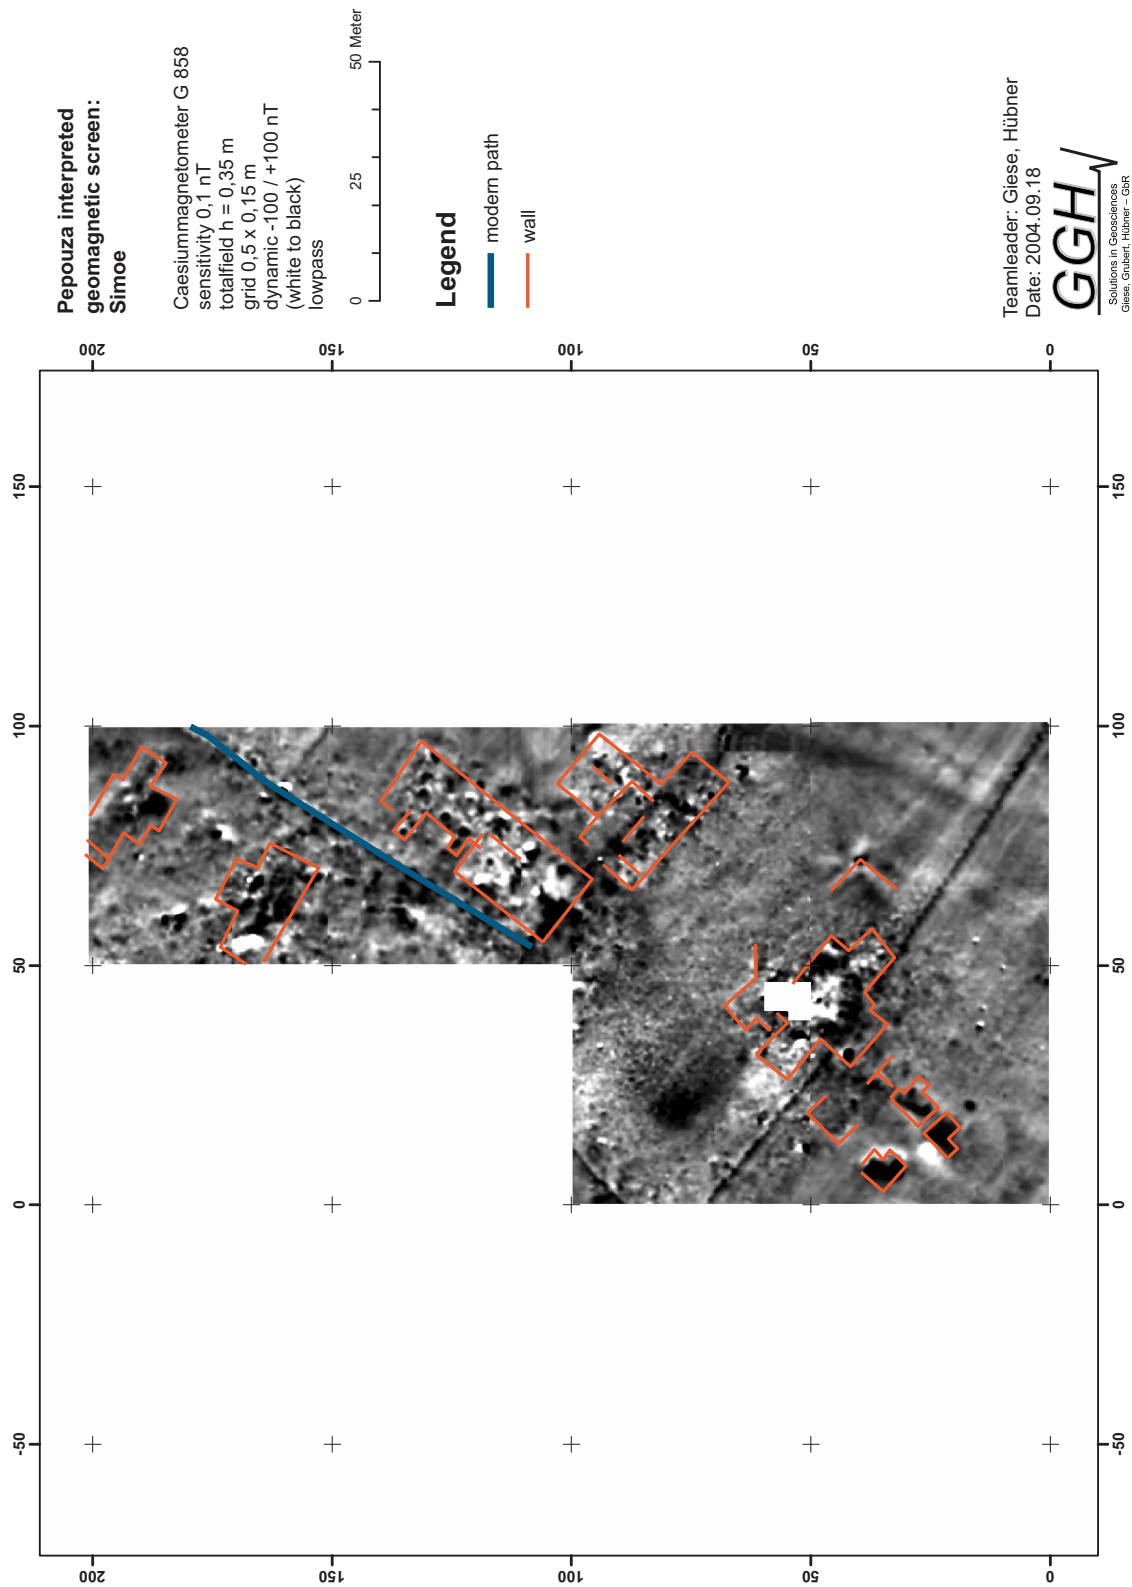 Pepouza interpreted
geomagnetic screen:
Simoe
Caesiummagnetometer G 858
sensitivity 0,1 nT
totalfield h = 0,35 m
grid 0,5 x 0,15 m
dynamic -100 / +100 nT
(white to black)
lowpass
0 25 50 Meter
Legend
modern path
wall
Teamleader: Giese, Hübner
Date: 2004.09.18
GGH
Solutions in Geosciences
Giese, Grubert, Hübner – GbR
200 150 100 50 0
-50 0 50 100 150
-50 0 50 100 150
200 150 100 50 0